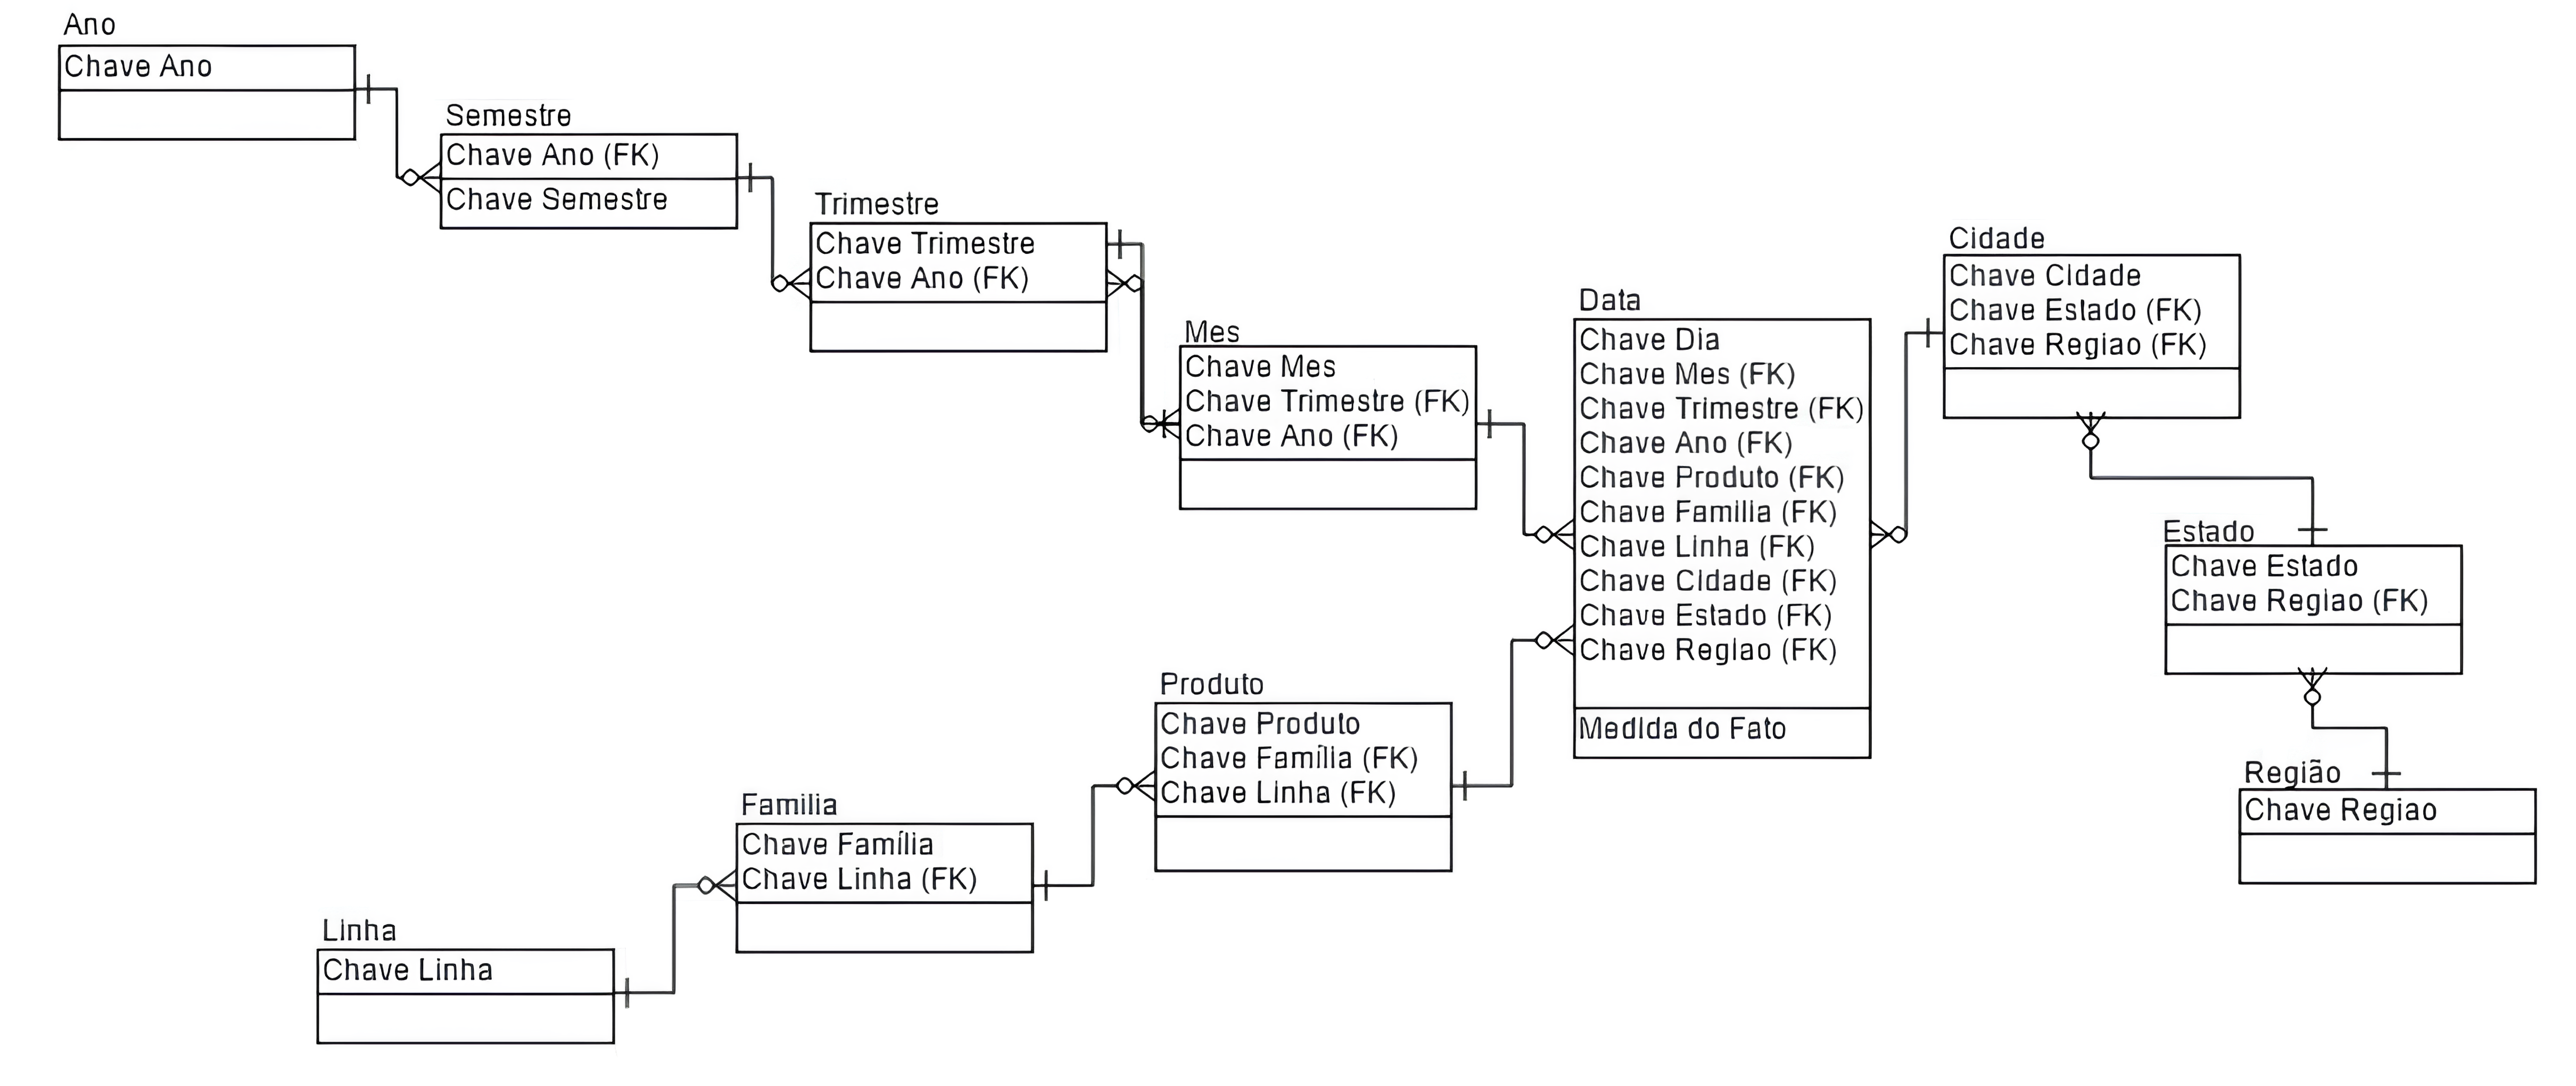 Ano
Chave Ano
Semestre
Chave Ano (FK)
Chave Semestre
Trimestre
Chave Trimestre
Chave Ano (FK)
Mes
Chave Mes
Chave Trimestre (FK)
Chave Ano (FK)
Data
Chave Dia
Chave Mes (FK)
Chave Trimestre (FK)
Chave Ano (FK)
Chave Produto (FK)
Chave Familia (FK)
Chave Linha (FK)
Chave Cidade (FK)
Chave Estado (FK)
Chave Regiao (FK)
Medida do Fato
Cidade
Chave Cidade
Chave Estado (FK)
Chave Regiao (FK)
Estado
Chave Estado
Chave Regiao (FK)
Região
Chave Regiao
Produto
Chave Produto
Chave Família (FK)
Chave Linha (FK)
Familia
Chave Família
Chave Linha (FK)
Linha
Chave Linha